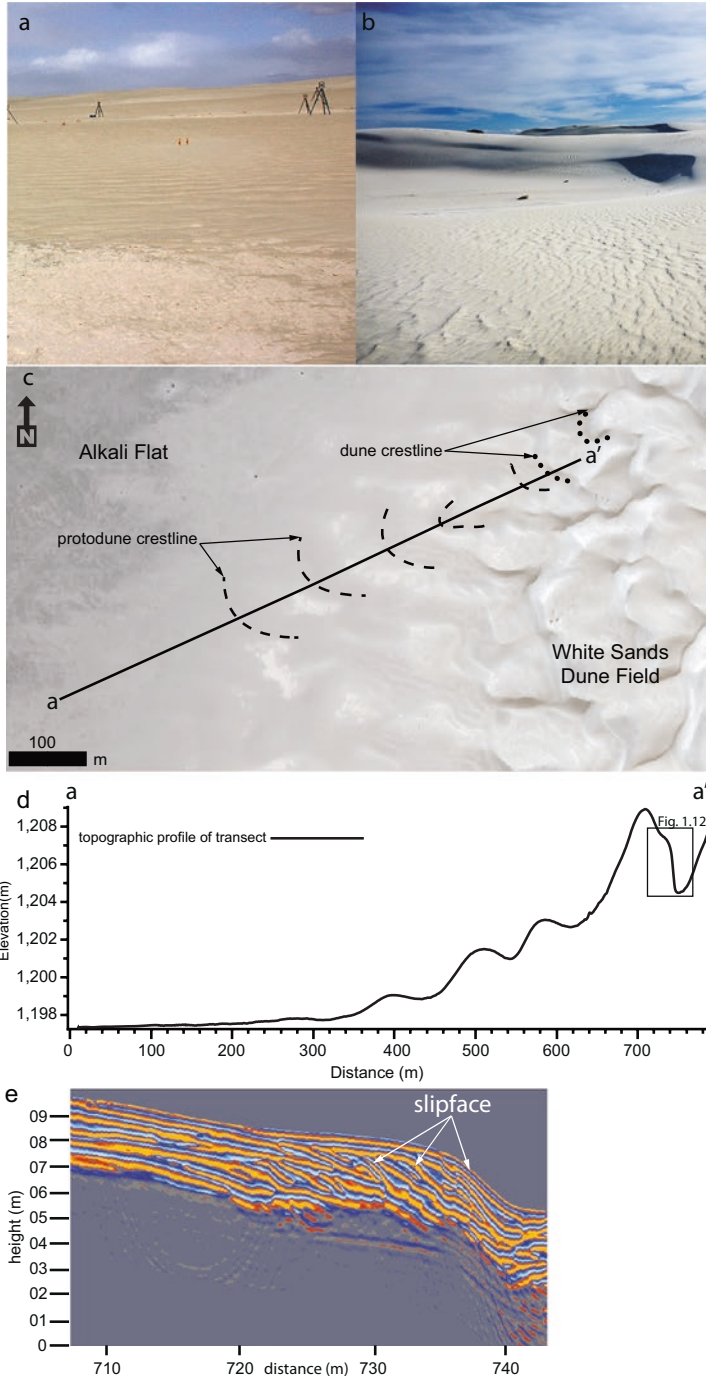 a
b
c
N
Alkali Flat
dune crestline
a'
protodune crestline
White Sands
Dune Field
a
100
m
d
a
a'
1,208
topographic profile of transect
Fig. 1.12
1,206
1,204
1,202
1,200
1,198
Elevation(m)
0
100
200
300
400
500
600
700
Distance (m)
e
slipface
09
08
07
06
05
04
03
02
01
0
height (m)
710
720
distance (m)
730
740